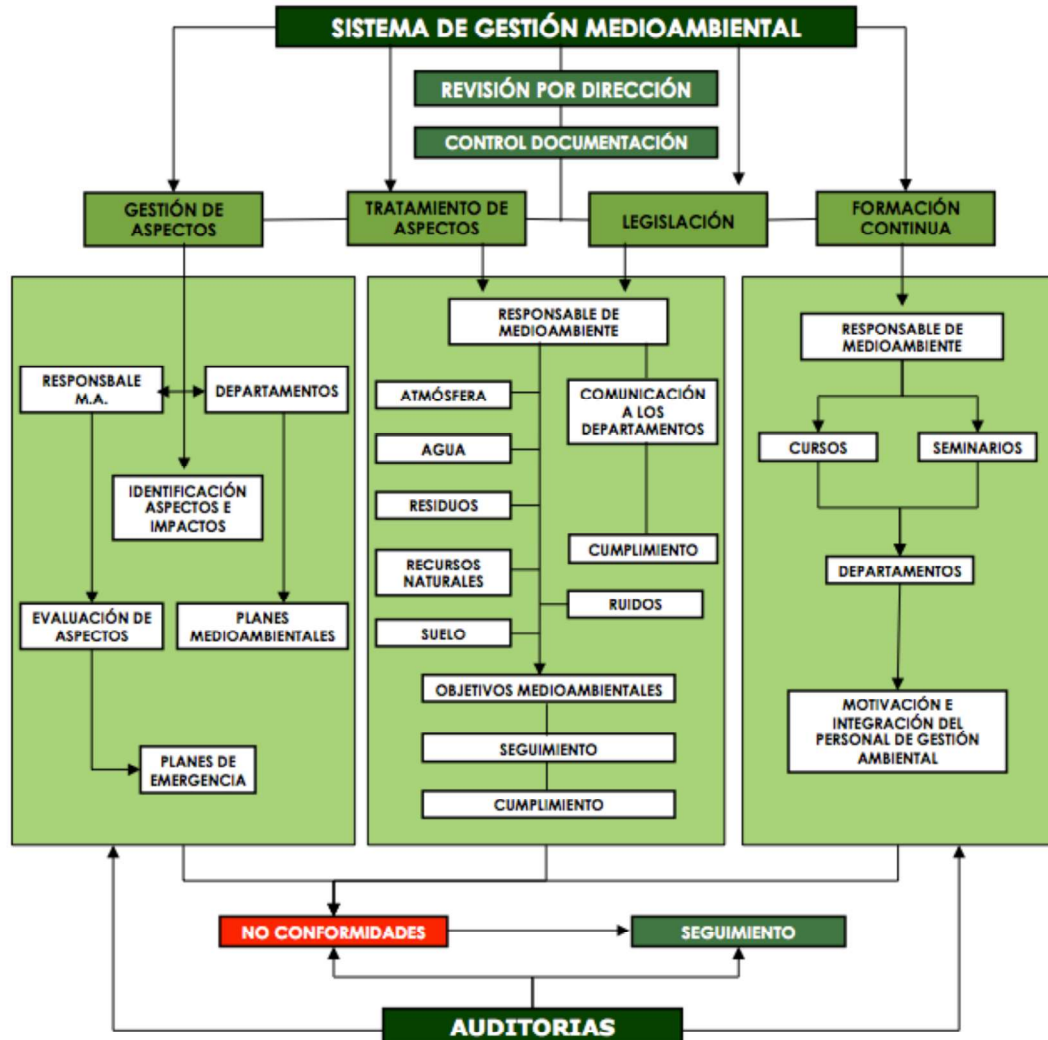 SISTEMA DE GESTIÓN MEDIOAMBIENTAL
REVISIÓN POR DIRECCIÓN
CONTROL DOCUMENTACIÓN
GESTIÓN DE
ASPECTOS
TRATAMIENTO DE
ASPECTOS
LEGISLACIÓN
FORMACIÓN
CONTINUA
RESPONSBALE
M.A.
DEPARTAMENTOS
IDENTIFICACIÓN
ASPECTOS E
IMPACTOS
EVALUACIÓN DE
ASPECTOS
PLANES
MEDIOAMBIENTALES
PLANES DE
EMERGENCIA
RESPONSABLE DE
MEDIOAMBIENTE
ATMÓSFERA
COMUNICACIÓN
A LOS
DEPARTAMENTOS
AGUA
RESIDUOS
CUMPLIMIENTO
RECURSOS
NATURALES
RUIDOS
SUELO
OBJETIVOS MEDIOAMBIENTALES
SEGUIMIENTO
CUMPLIMIENTO
RESPONSABLE DE
MEDIOAMBIENTE
CURSOS
SEMINARIOS
DEPARTAMENTOS
MOTIVACIÓN E
INTEGRACIÓN DEL
PERSONAL DE GESTIÓN
AMBIENTAL
NO CONFORMIDADES
SEGUIMIENTO
AUDITORIAS